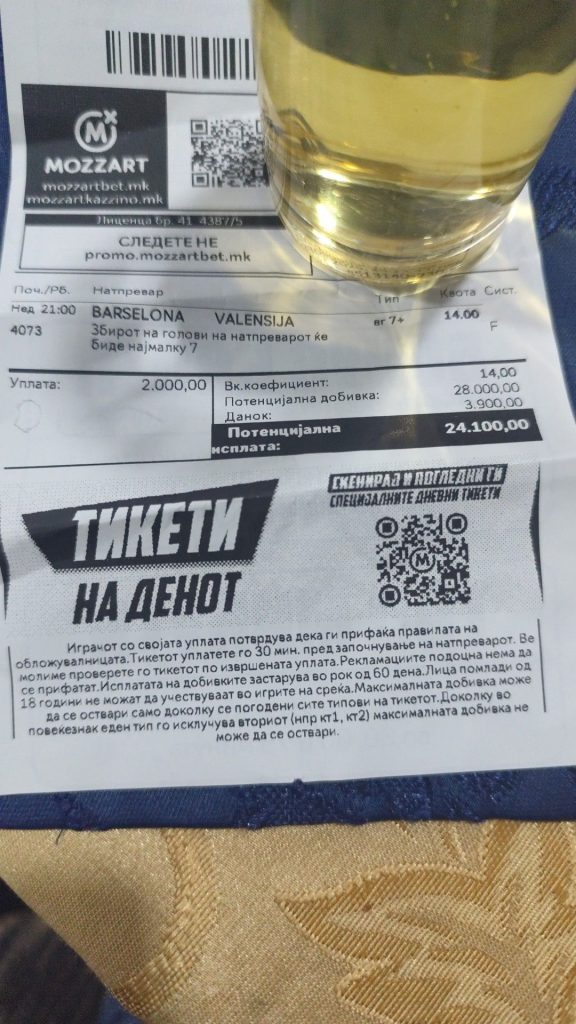 MOZZART
mozzartbet.mk
mozzartkazzino.mk
Лиценца бр. 41 4387/5
СЛЕДЕТЕ НЕ
promo.mozzartbet.mk
Поч./Рб. Натпревар Тип Квота Сист.
Нед 21:00 BARSELONA VALENSIJA вг 7+ 14.00
4073 Збирот на голови на натпреварот ќе F
биде најмалку 7
Уплата: 2.000,00
Вк.коефициент: 14,00
Потенцијална добивка: 28.000,00
Данок: 3.900,00
Потенцијална 24.100,00
исплата:
ТИКЕТИ
НА ДЕНОТ
СКЕНИРАЈ И ПОГЛЕДНИ ГИ
СПЕЦИЈАЛНИТЕ ДНЕВНИ ТИКЕТИ
M
Играчот со својата уплата потврдува дека ги прифаќа правилата на
обложувалницата.Тикетот уплатете го 30 мин. пред започнување на натпреварот. Ве
молиме проверете го тикетот по извршената уплата.Рекламациите подоцна нема да
се прифатат.Исплатата на добивките застарува во рок од 60 дена.Лица помлади од
18 години не можат да учествуваат во игрите на среќа.Максималната добивка може
да се оствари само доколку се погодени сите типови на тикетот.Доколку во
повеќезнак еден тип го исклучува вториот (нпр кт1, кт2) максималната добивка не
може да се оствари.